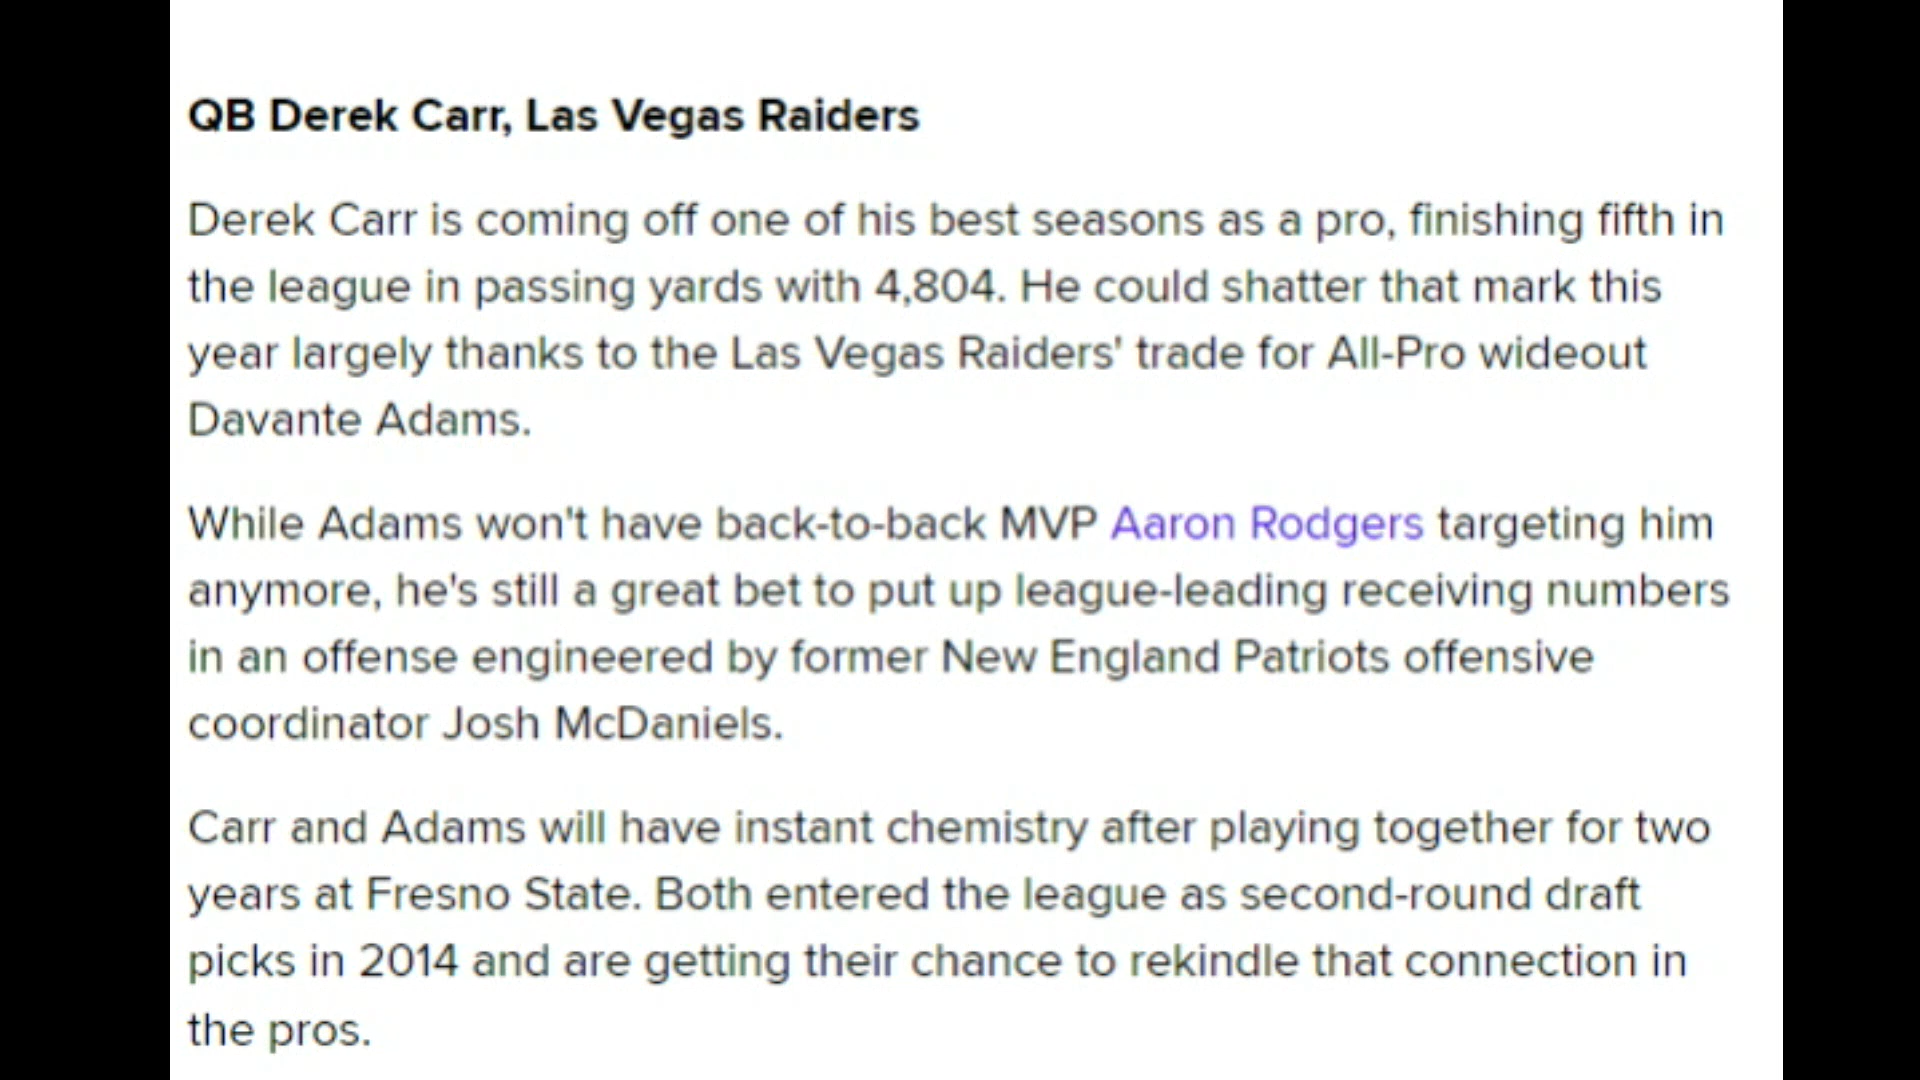 QB Derek Carr, Las Vegas Raiders
Derek Carr is coming off one of his best seasons as a pro, finishing fifth in
the league in passing yards with 4,804. He could shatter that mark this
year largely thanks to the Las Vegas Raiders' trade for All-Pro wideout
Davante Adams.
While Adams won't have back-to-back MVP Aaron Rodgers targeting him
anymore, he's still a great bet to put up league-leading receiving numbers
in an offense engineered by former New England Patriots offensive
coordinator Josh McDaniels.
Carr and Adams will have instant chemistry after playing together for two
years at Fresno State. Both entered the league as second-round draft
picks in 2014 and are getting their chance to rekindle that connection in
the pros.